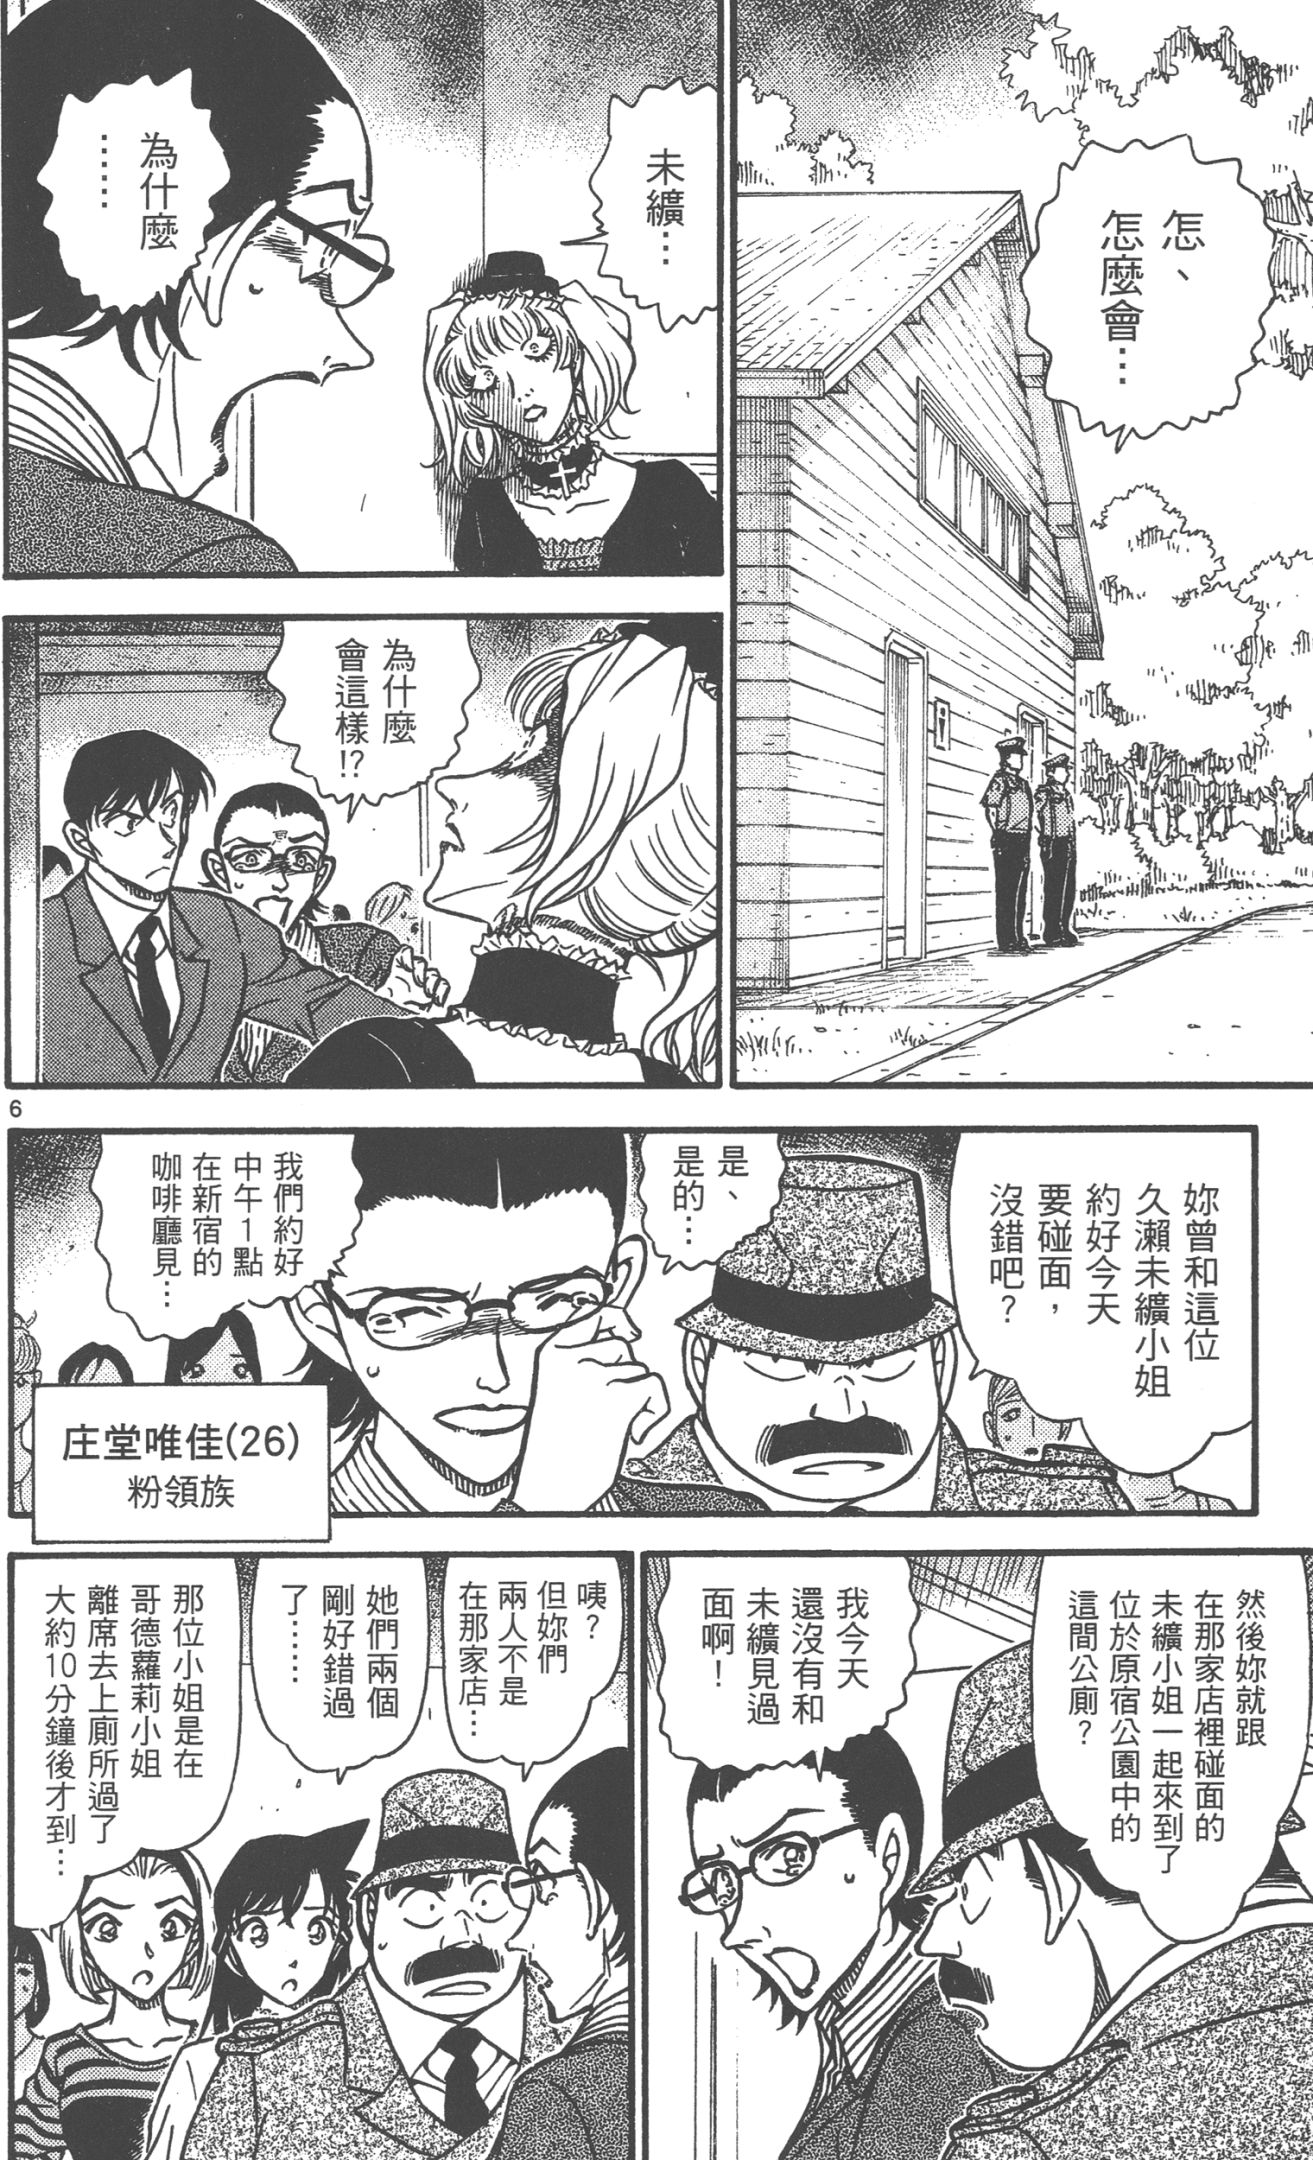 怎、
怎麼會…
未纊…
為什麼
……
為什麼
會這樣!?
6
妳曾和這位
久瀨未纊小姐
約好今天
要碰面，
沒錯吧？
是、
是的…
我們約好
中午1點
在新宿的
咖啡廳見…
庄堂唯佳(26)
粉領族
然後妳就跟
在那家店裡碰面的
未纊小姐一起來到了
位於原宿公園中的
這間公廁？
我今天
還沒有和
未纊見過
面啊！
咦？
但妳們
兩人不是
在那家店…
她們兩個
剛好錯過
了……
那位小姐是在
哥德蘿莉小姐
離席去上廁所過了
大約10分鐘後才到…